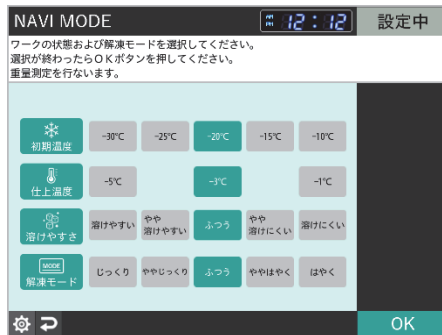 NAVI MODE
AM
PM
12:12
設定中
ワークの状態および解凍モードを選択してください。
選択が終わったらOKボタンを押してください。
重量測定を行ないます。
初期温度
-30℃
-25℃
-20℃
-15℃
-10℃
仕上温度
-5℃
-3℃
-1℃
溶けやすさ
溶けやすい
やや
溶けやすい
ふつう
やや
溶けにくい
溶けにくい
MODE
解凍モード
じっくり
ややじっくり
ふつう
ややはやく
はやく
OK